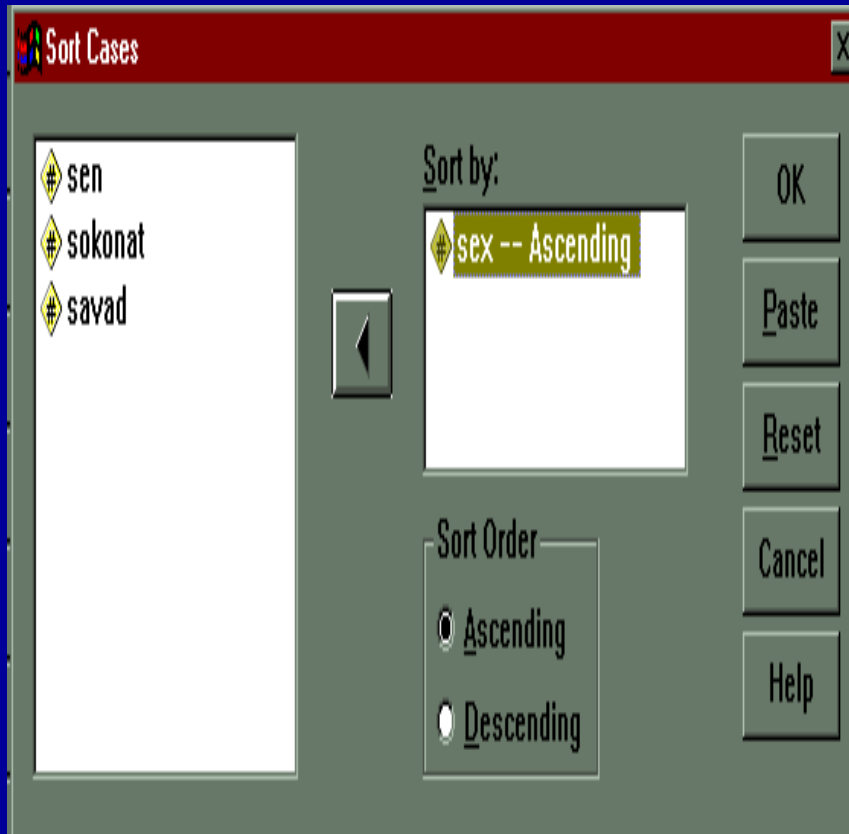 Sort Cases
X
# sen
# sokonat
# savad
Sort by:
# sex -- Ascending
Sort Order
Ascending
Descending
OK
Paste
Reset
Cancel
Help